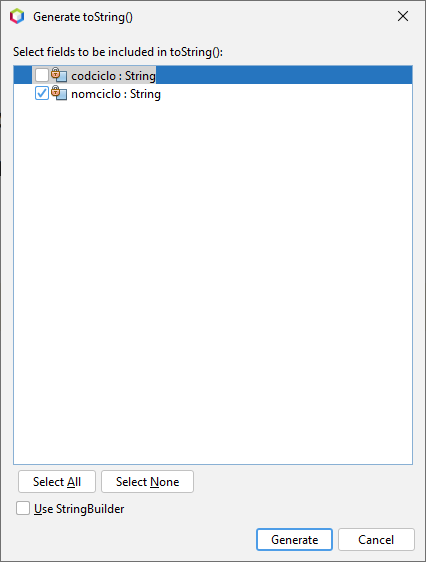 Generate toString()
Select fields to be included in toString():
codciclo : String
nomciclo : String
Select All
Select None
Use StringBuilder
Generate
Cancel